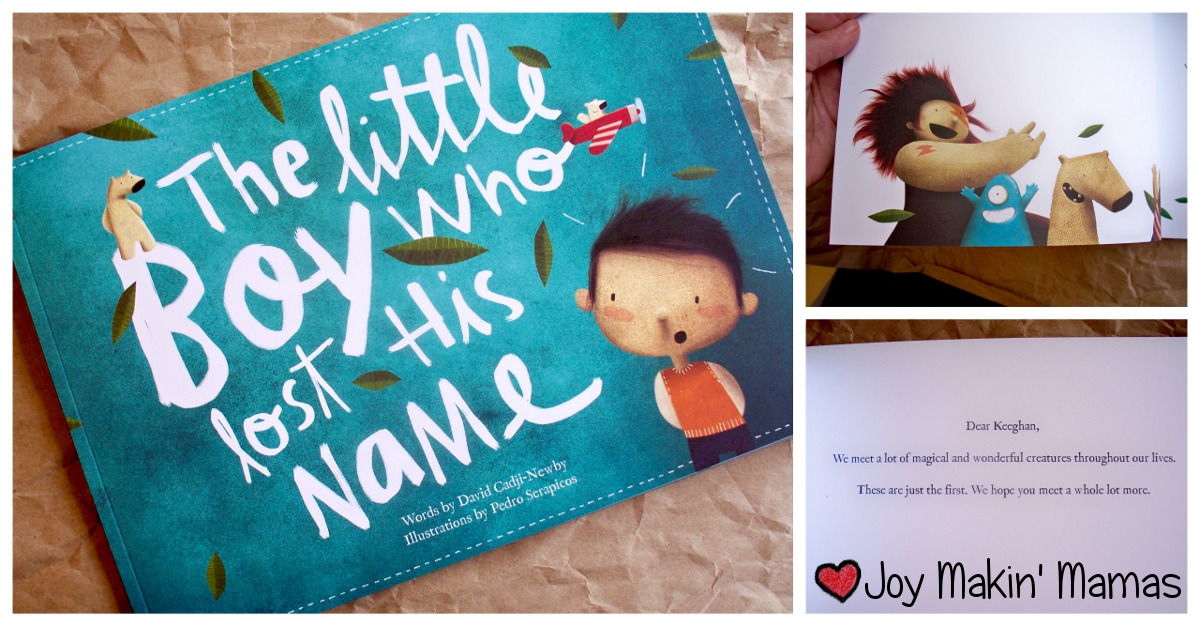 The little
Boy Who
lost His
Name
Words by David Cadji-Newby
Illustrations by Pedro Serapicos
Dear Keeghan,
We meet a lot of magical and wonderful creatures throughout our lives.
These are just the first. We hope you meet a whole lot more.
Joy Makin' Mamas